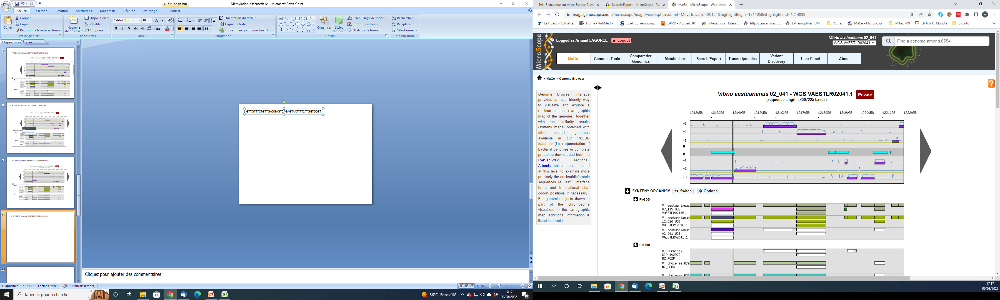 Outils de dessin
Methylation differnetielle - Microsoft PowerPoint
Accueil Insertion Création Animations Diaporama Révision Affichage Format
Coller
Couper
Copier
Reproduire la mise en forme
Presse-papiers
Nouvelle diapositive
Disposition
Rétablir
Supprimer
Diapositives
Calibri (Corps) 18
G I S abc S AV Aa A
Police
Orientation du texte
Aligner le texte
Convertir en graphique SmartArt
Paragraphe
Organiser
Styles rapides
Remplissage de forme
Contour de forme
Effets sur la forme
Dessin
Rechercher
Remplacer
Sélectionner
Modification
Diapositives Plan
7
8
9
10
11
GTTGTTTCTGTTGAGGAGTCAGAGTAATTTTCATGGTGCGT
Cliquez pour ajouter des commentaires
Diapositive 10 sur 13 "Thème Office" Français (France) 50 %
Taper ici pour rechercher
36°C Ensoleillé
17:17
09/08/2022
Bienvenue sur votre Espace Clien
Search/Export - MicroScope - We
MaGe - MicroScope - Web Inter
mage.genoscope.cns.fr/microscope/mage/viewer.php?submit=MoveTo&S_id=20184&highlightBegin=1214058&highlightEnd=1214098
Le Figaro - Actualités
Home - PubMed -...
Sci-Hub: removing...
UPVD - Accueil UP...
Interactions Hôtes-...
http://seeservices.u...
Extremophiles IGM...
Autres
MaGe - MicroScop...
Milieu M9
ENT(2-1): Moodle
BioInfo
MicroScope
Logged as Arnaud LAGORCE Logout
Vibrio aestuarianus 02_041
WGS VAESTLR02041
Find a genome among 6554
MaGe
Genomic Tools
Comparative Genomics
Metabolism
Search/Export
Transcriptomics
Variant Discovery
User Panel
About
» MaGe » Genome Browser
Genome Browser interface
provides an user-friendly way
to visualize and explore a
replicon content (cartographic
map of the genome), together
with the similarity results
(synteny maps) obtained with
other bacterial genomes
available in our PkGDB
database (i.e, (re)annotation of
bacterial genomes or complete
proteome downloaded from the
RefSeq/WGS sections).
Artemis tool can be launched
at this level to examine more
precisely the nucleotidic/proteic
sequences (a useful interface
to correct translational start
codon positions if necessary).
For genomic objects drawn in
part of the chromosome
visualized in the cartographic
map, additional information is
listed in a table.
Vibrio aestuarianus 02_041 - WGS VAESTLR02041.1 Private
(sequence length : 4307225 bases)
1212058 1213058 1214058 1215058 1216058 1217058 1218058 1219058 1220058 1221058 1222058
+3
+2
+1
D
R
-1
-2
-3
SYNTENY ORGANISM Switch Options
PkGDB
V. aestuarianus
07_115 WGS
VAESTLR07115.1
V. aestuarianus
12_016 WGS
VAESTLR12016.1
V. aestuarianus
02_041 WGS
VAESTLR02041.1
RefSeq
V. furnissii
CIP 102972
NZ_ACZP
V. cholerae RC9
NZ_ACHX
V. cholerae B33
17:17
09/08/2022